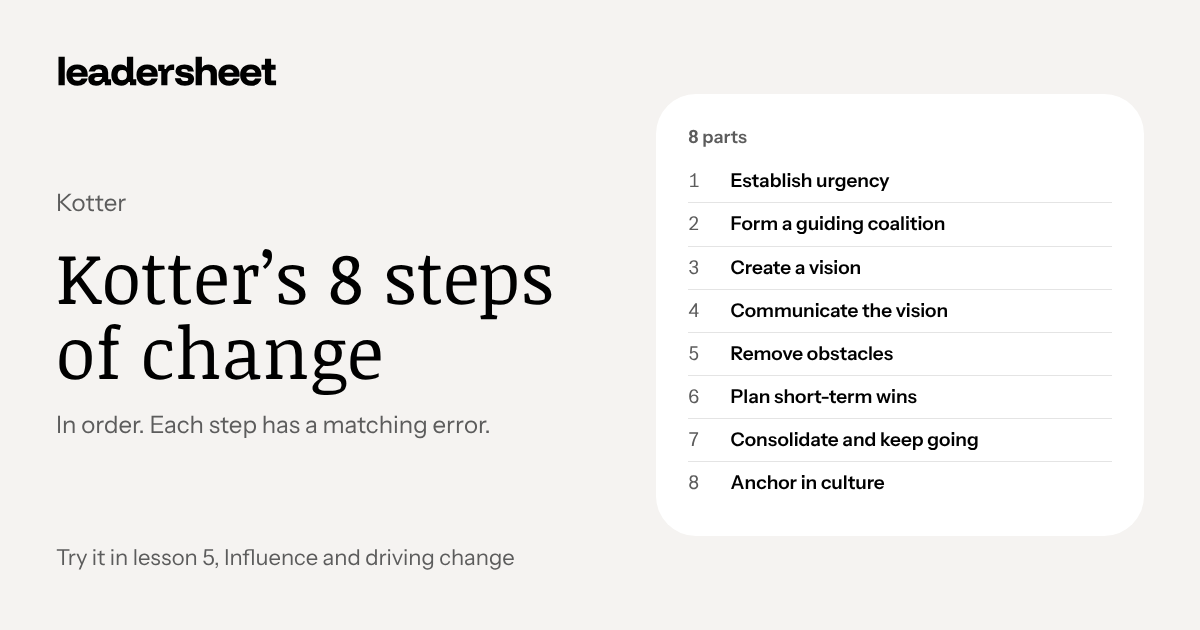 leadersheet
Kotter
Kotter’s 8 steps
of change
In order. Each step has a matching error.
Try it in lesson 5, Influence and driving change
8 parts
1 Establish urgency
2 Form a guiding coalition
3 Create a vision
4 Communicate the vision
5 Remove obstacles
6 Plan short-term wins
7 Consolidate and keep going
8 Anchor in culture